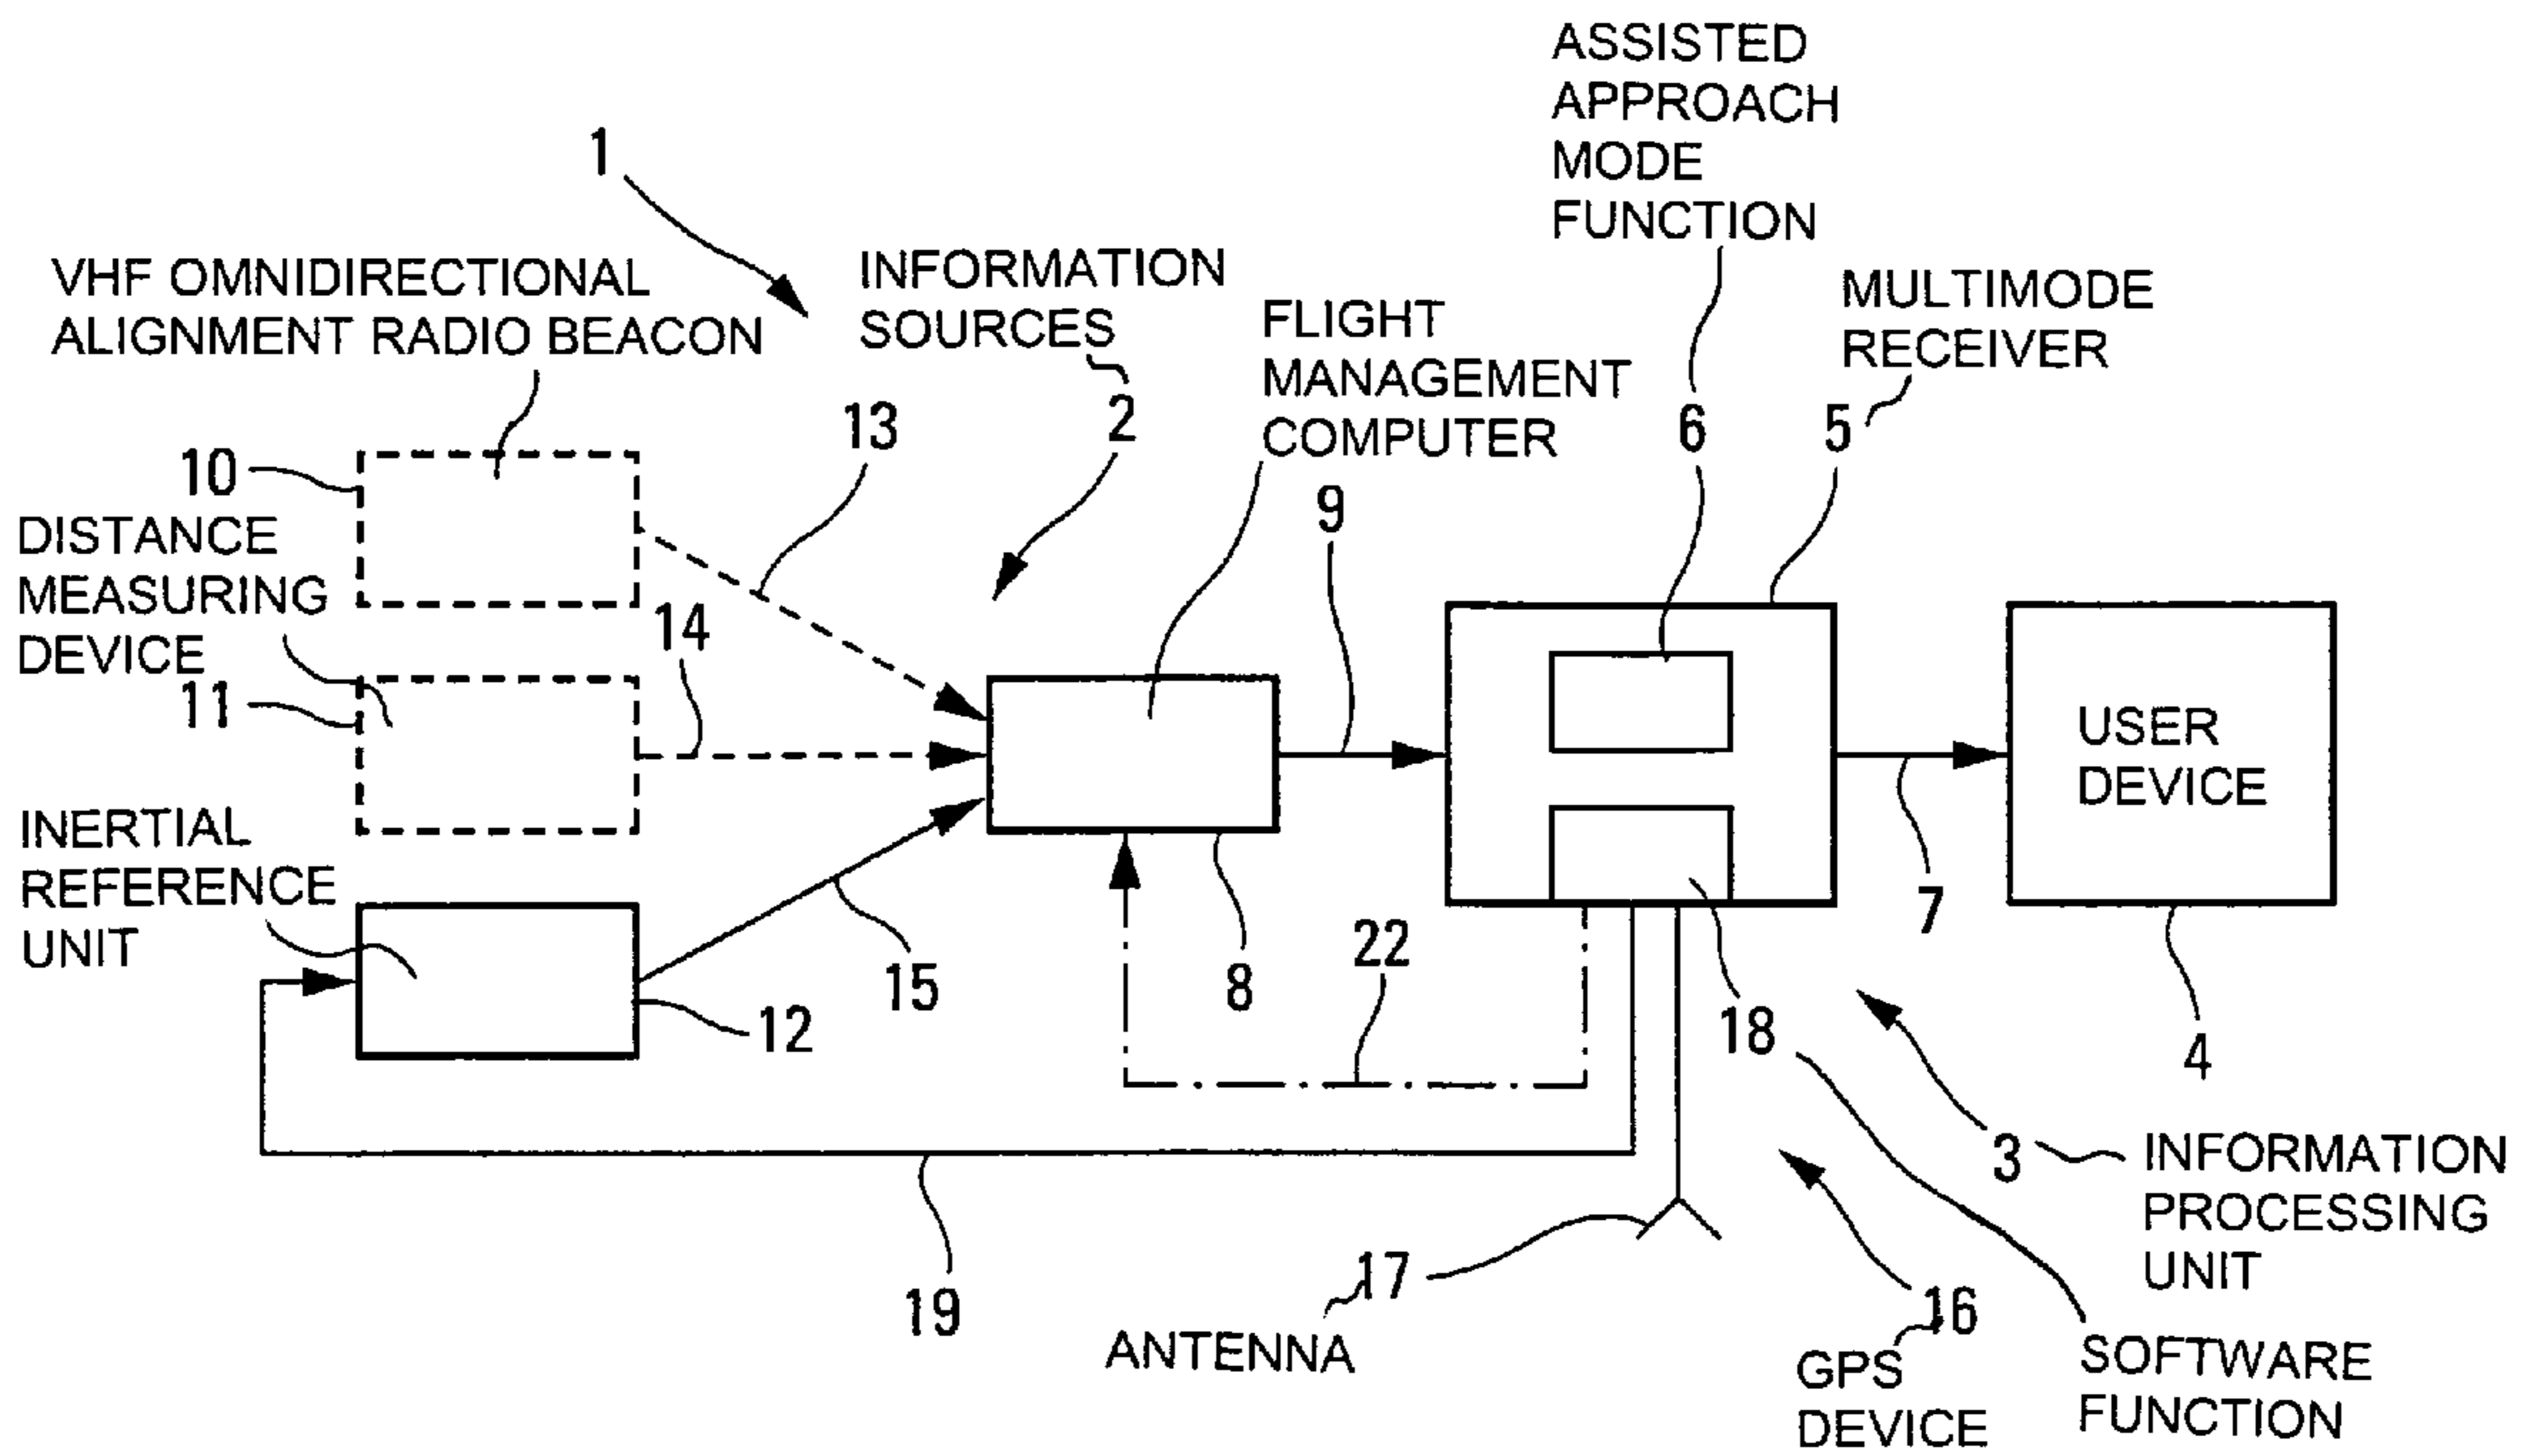 ASSISTED
APPROACH
MODE
FUNCTION
1
VHF OMNIDIRECTIONAL
ALIGNMENT RADIO BEACON
INFORMATION
SOURCES
2
FLIGHT
MANAGEMENT
COMPUTER
MULTIMODE
RECEIVER
6
5
13
10
9
DISTANCE
MEASURING
DEVICE
14
11
USER
DEVICE
INERTIAL
REFERENCE
UNIT
7
15
8
22
12
18
4
3
INFORMATION
PROCESSING
UNIT
17
19
ANTENNA
16
GPS
DEVICE
SOFTWARE
FUNCTION